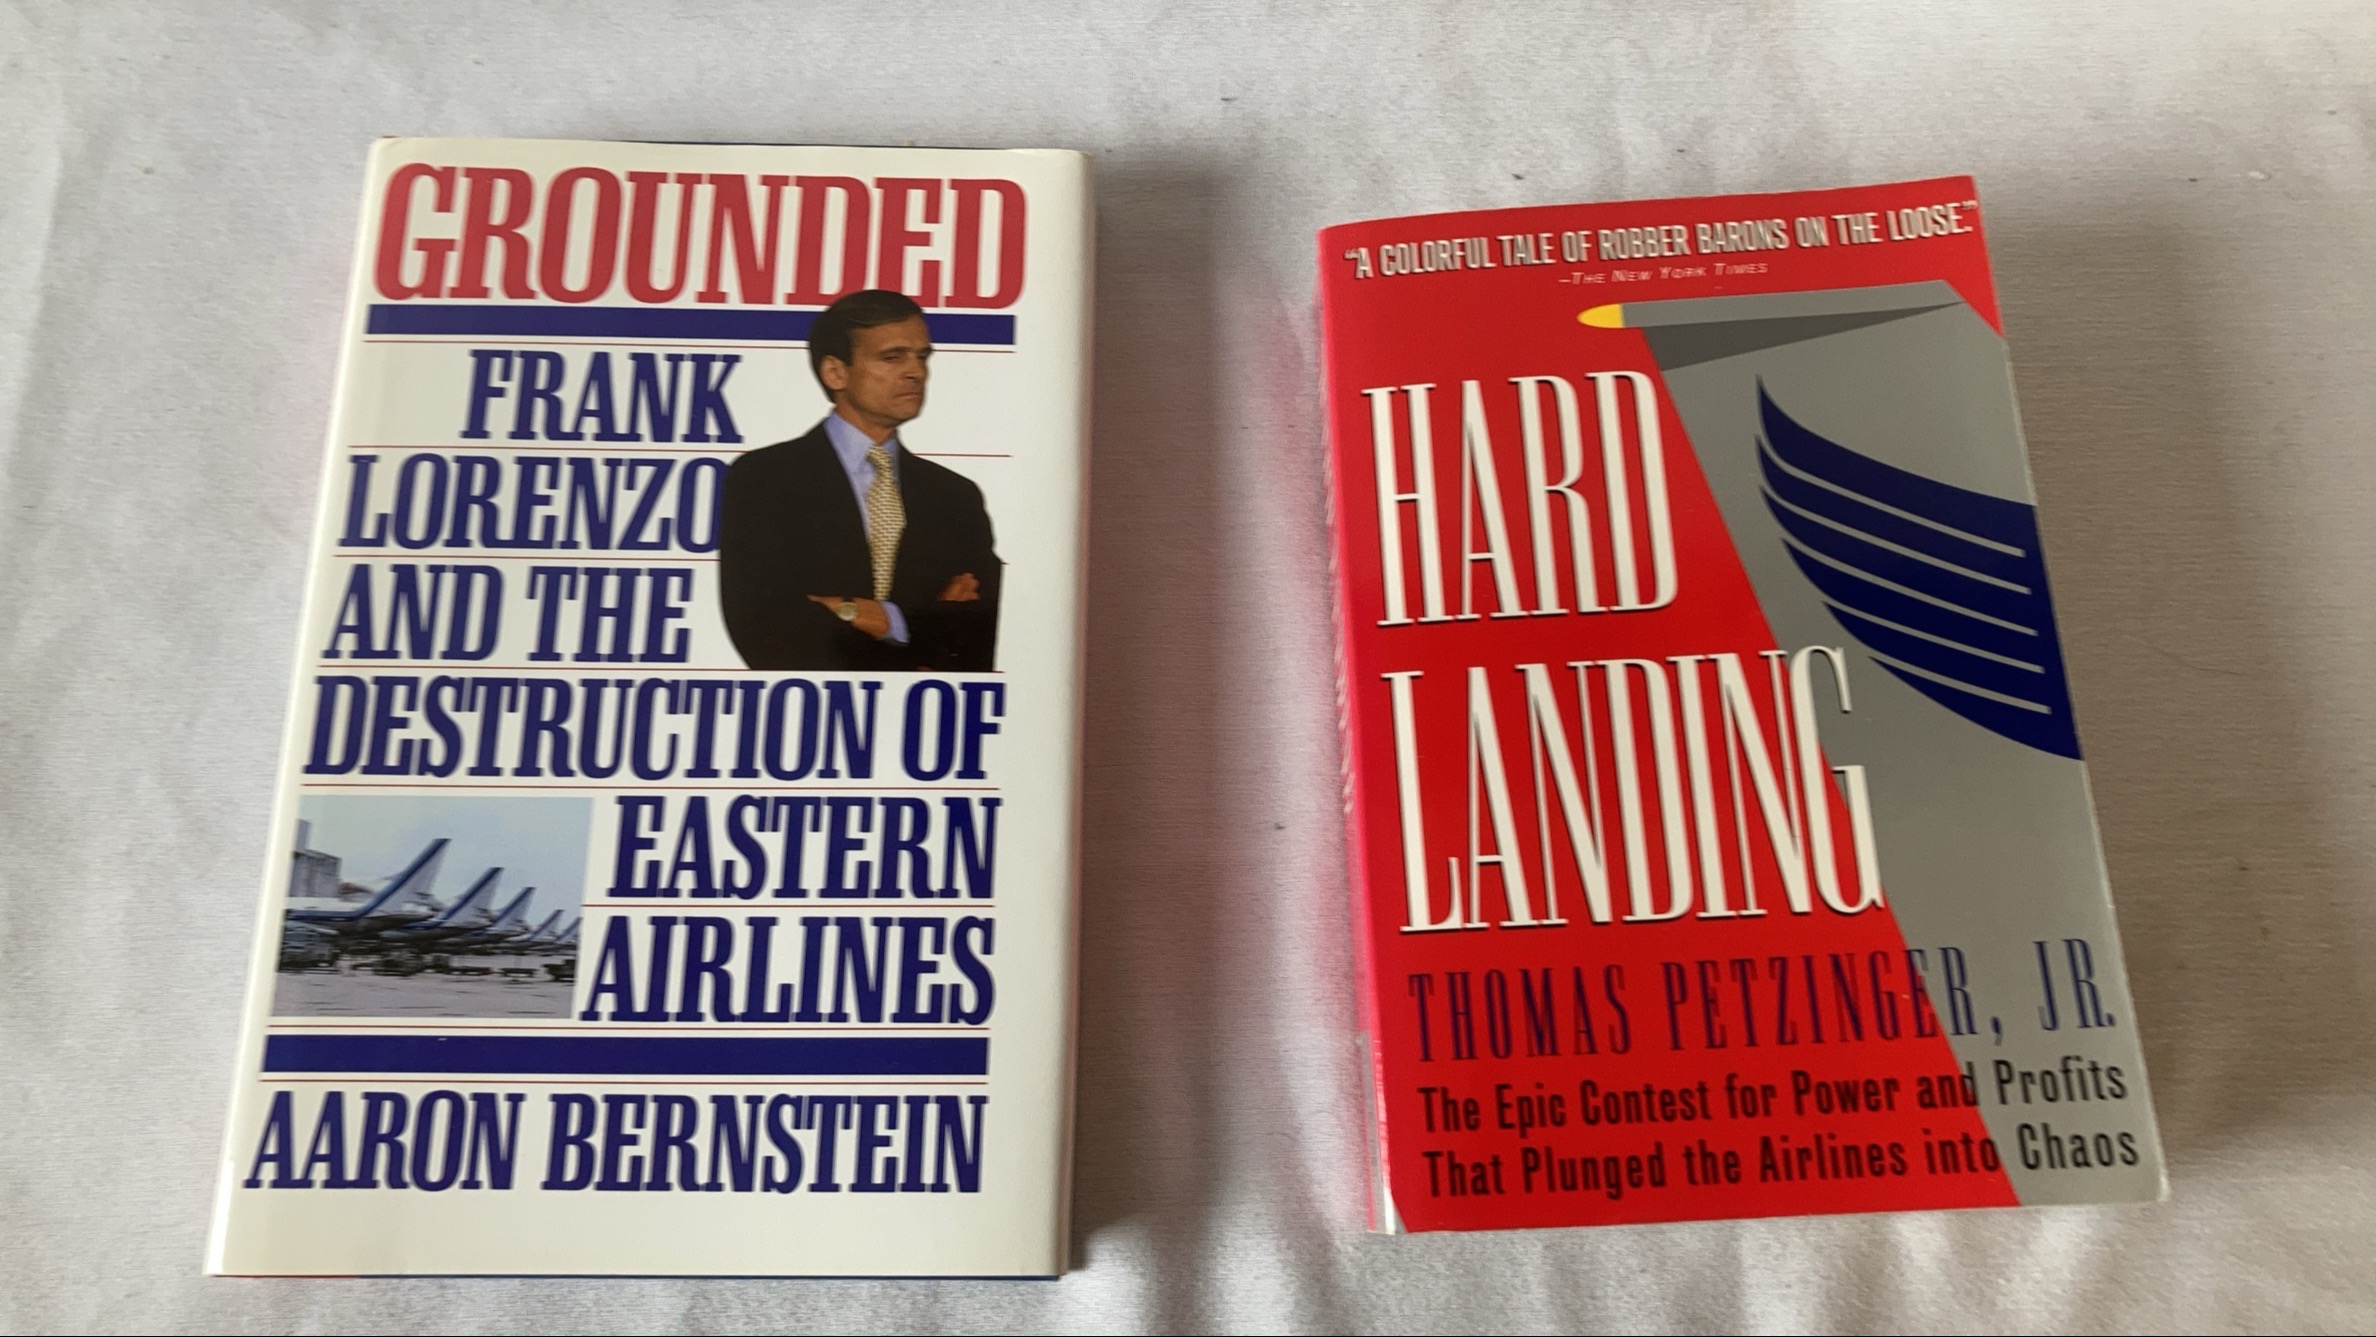 GROUNDED
FRANK
LORENZO
AND THE
DESTRUCTION OF
EASTERN
AIRLINES
AARON BERNSTEIN
"A COLORFUL TALE OF ROBBER BARONS ON THE LOOSE."
–THE NEW YORK TIMES
HARD
LANDING
THOMAS PETZINGER, JR.
The Epic Contest for Power and Profits
That Plunged the Airlines into Chaos